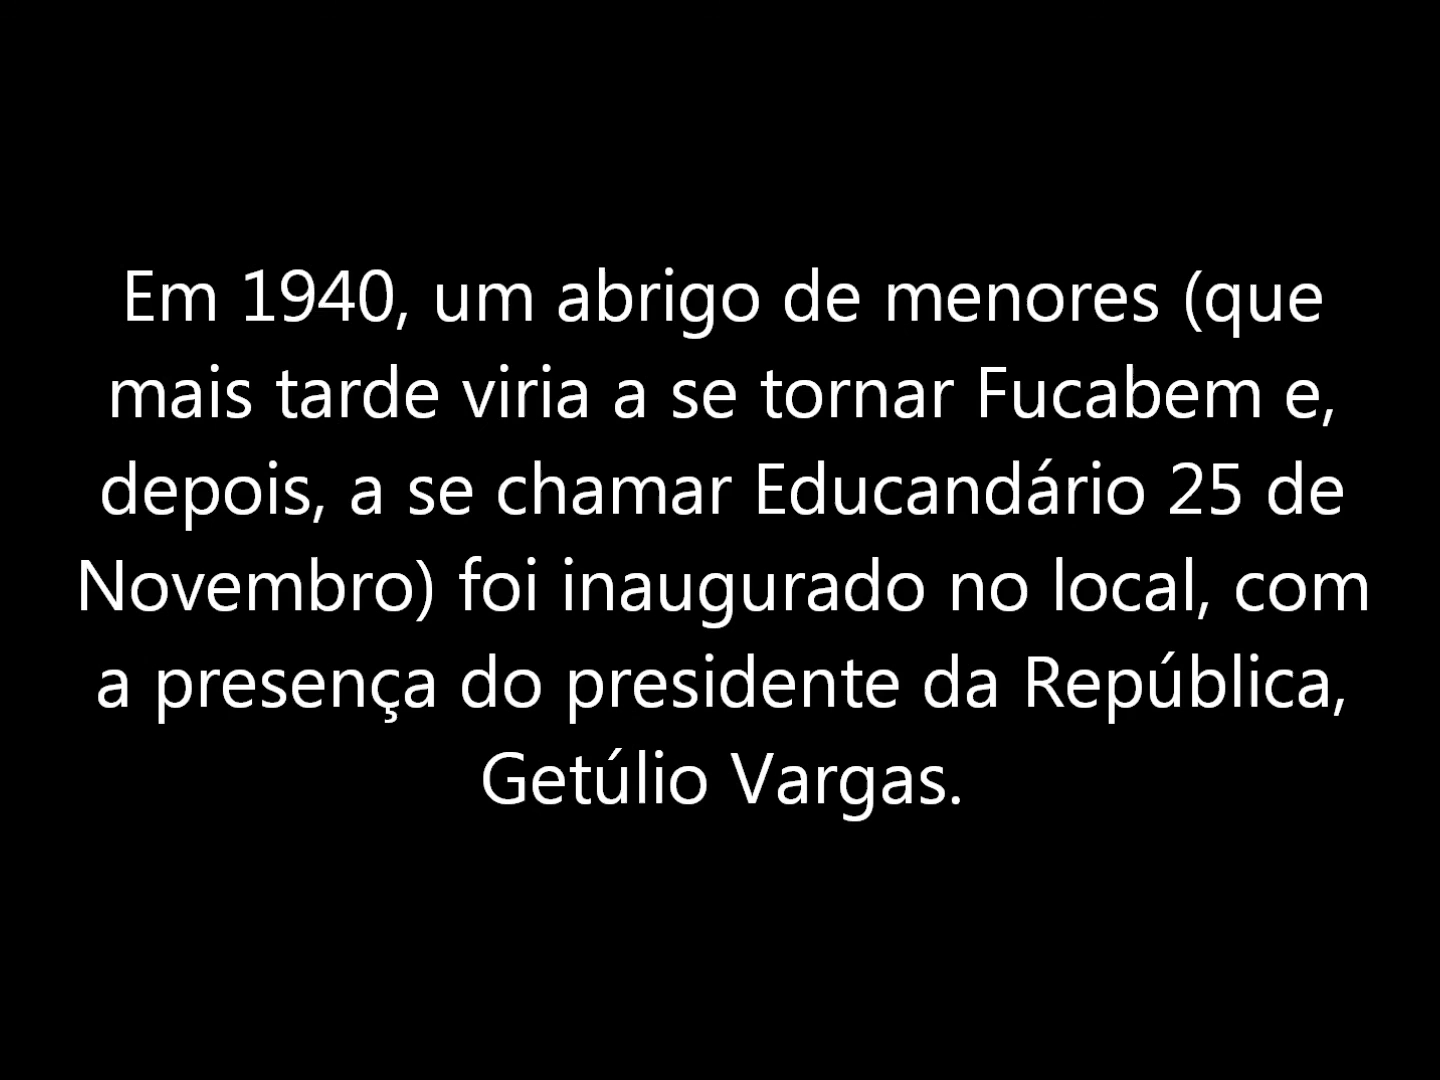 Em 1940, um abrigo de menores (que
mais tarde viria a se tornar Fucabem e,
depois, a se chamar Educandário 25 de
Novembro) foi inaugurado no local, com
a presença do presidente da República,
Getúlio Vargas.